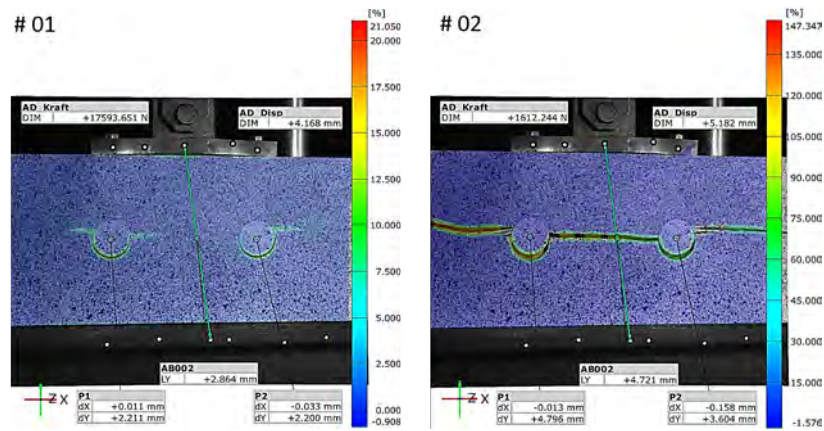 # 01
[%]
21.050
20.000
17.500
15.000
12.500
10.000
7.500
5.000
2.500
0.000
-0.908
AD_Kraft
DIM +17593.651 N
AD_Disp
DIM +4.168 mm
AB002
LY +2.864 mm
P1
dX +0.011 mm
dY +2.211 mm
P2
dX -0.033 mm
dY +2.200 mm
Z X
# 02
[%]
147.347
120.000
105.000
90.000
75.000
60.000
45.000
30.000
15.000
-1.576
AD_Kraft
DIM +1612.244 N
AD_Disp
DIM +5.182 mm
AB002
LY +4.721 mm
P1
dX -0.013 mm
dY +4.796 mm
P2
dX -0.158 mm
dY +3.604 mm
Z X